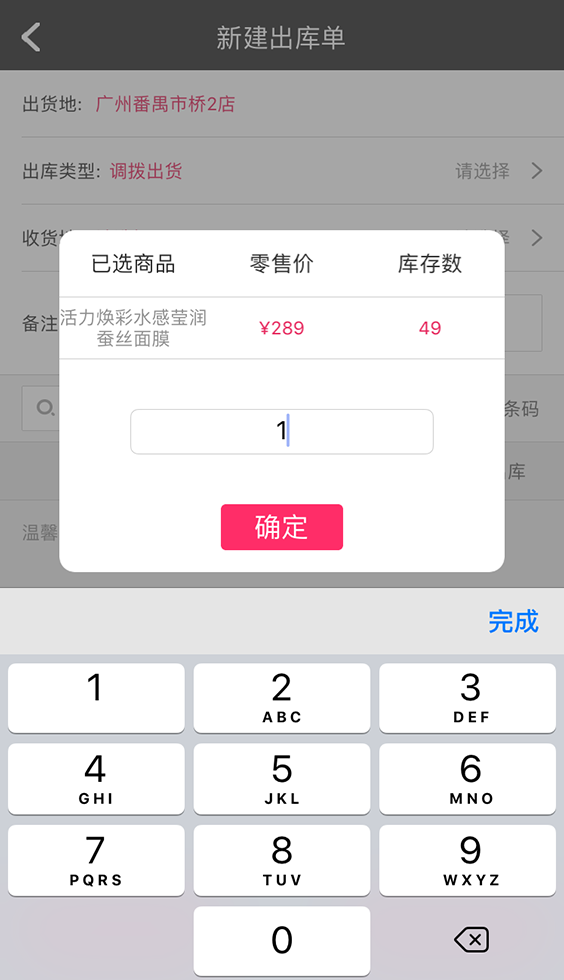 新建出库单
出货地: 广州番禺市桥2店
出库类型: 调拨出货 请选择
收货
已选商品 零售价 库存数
活力焕彩水感莹润
蚕丝面膜
¥289 49
备注
条码
1
库
确定
温馨
完成
1 2 3
ABC DEF
4 5 6
GHI JKL MNO
7 8 9
PQRS TUV WXYZ
0